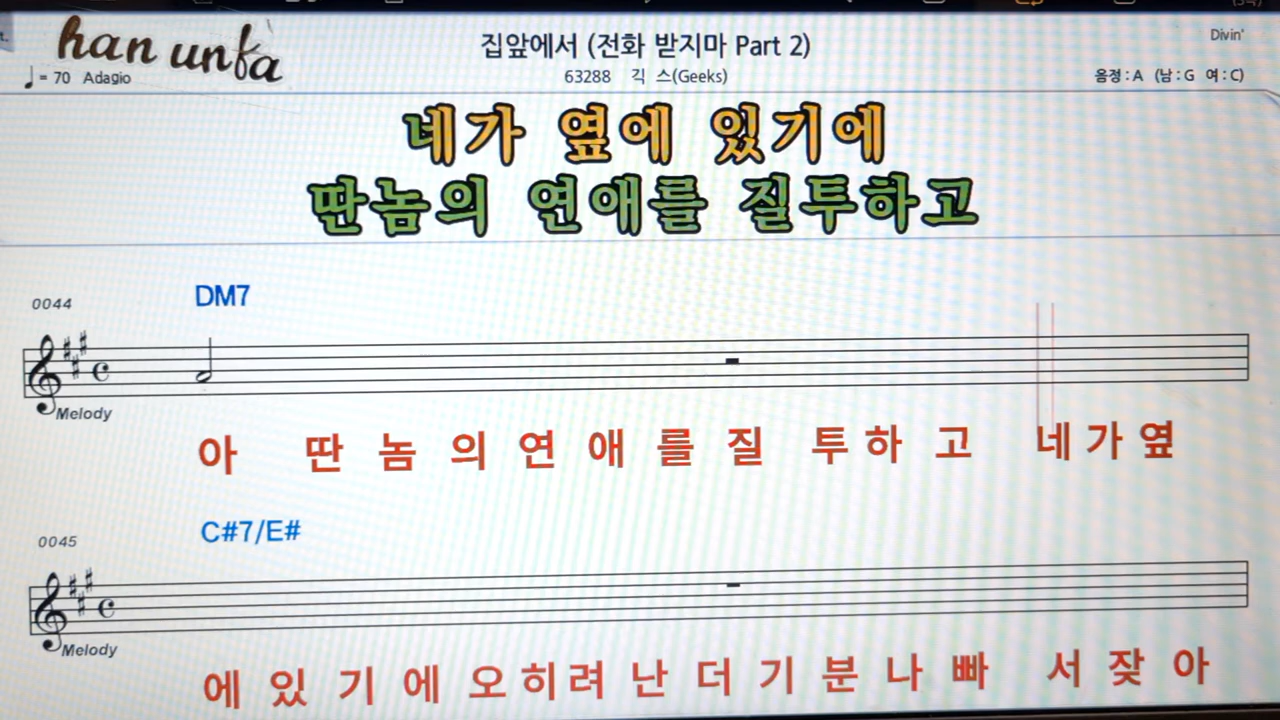 han unfa
♩= 70 Adagio
집앞에서 (전화 받지마 Part 2)
63288 긱 스(Geeks)
Divin'
음정 : A (남 : G 여 : C)
네가 옆에 있기에
딴놈의 연애를 질투하고
0044
DM7
Melody
아 딴 놈 의 연 애 를 질 투 하 고 네 가 옆
0045
C#7/E#
Melody
에 있 기 에 오 히 려 난 더 기 분 나 빠 서 잦 아